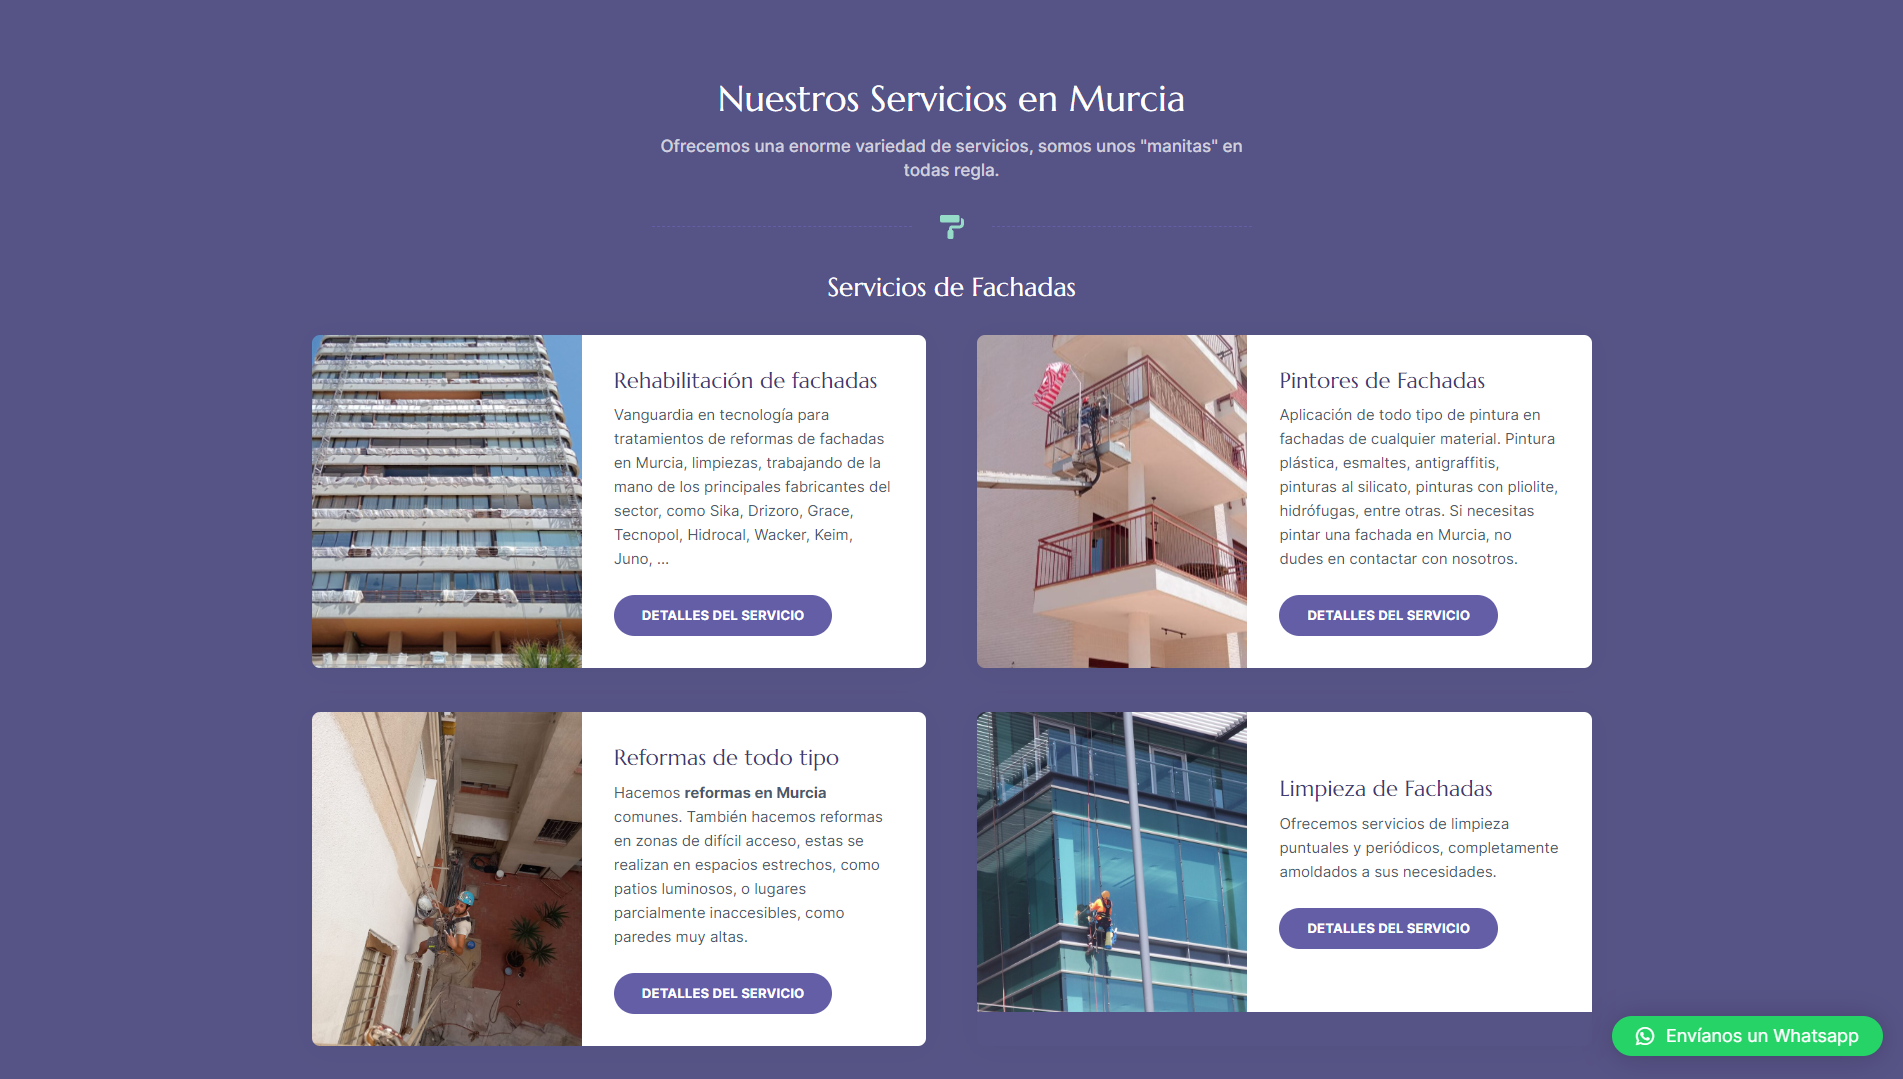 Nuestros Servicios en Murcia
Ofrecemos una enorme variedad de servicios, somos unos "manitas" en
todas regla.
Servicios de Fachadas
Rehabilitación de fachadas
Vanguardia en tecnología para
tratamientos de reformas de fachadas
en Murcia, limpiezas, trabajando de la
mano de los principales fabricantes del
sector, como Sika, Drizoro, Grace,
Tecnopol, Hidrocal, Wacker, Keim,
Juno, ...
DETALLES DEL SERVICIO
Pintores de Fachadas
Aplicación de todo tipo de pintura en
fachadas de cualquier material. Pintura
plástica, esmaltes, antigraffitis,
pinturas al silicato, pinturas con pliolite,
hidrófugas, entre otras. Si necesitas
pintar una fachada en Murcia, no
dudes en contactar con nosotros.
DETALLES DEL SERVICIO
Reformas de todo tipo
Hacemos reformas en Murcia
comunes. También hacemos reformas
en zonas de difícil acceso, estas se
realizan en espacios estrechos, como
patios luminosos, o lugares
parcialmente inaccesibles, como
paredes muy altas.
DETALLES DEL SERVICIO
Limpieza de Fachadas
Ofrecemos servicios de limpieza
puntuales y periódicos, completamente
amoldados a sus necesidades.
DETALLES DEL SERVICIO
Envíanos un Whatsapp